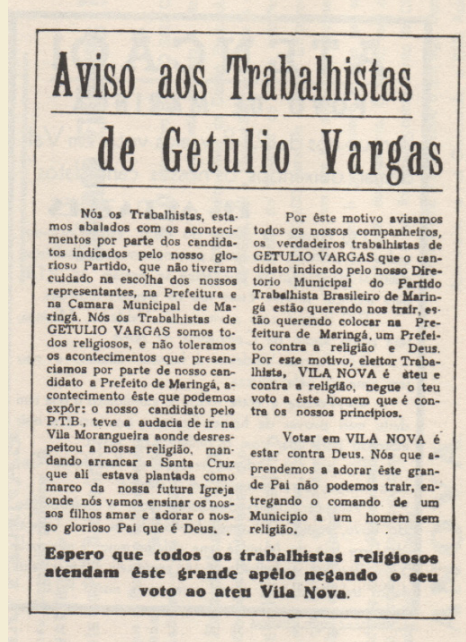 Aviso aos Trabalhistas
de Getulio Vargas
Nós os Trabalhistas, esta-
mos abalados com os aconteci-
mentos por parte dos candida-
tos indicados pelo nosso glo-
rioso Partido, que não tiveram
cuidado na escolha dos nossos
representantes, na Prefeitura e
na Camara Municipal de Ma-
ringá. Nós os Trabalhistas de
GETULIO VARGAS somos to-
dos religiosos, e não toleramos
os acontecimentos que presen-
ciamos por parte de nosso can-
didato a Prefeito de Maringá, a-
contecimento êste que podemos
expôr: o nosso candidato pelo
P.T.B., teve a audacia de ir na
Vila Morangueira aonde desres-
peitou a nossa religião, man-
dando arrancar a Santa Cruz
que alí estava plantada como
marco da nossa futura Igreja
onde nós vamos ensinar os nos-
sos filhos amar e adorar o nos-
so glorioso Pai que é Deus.
Por êste motivo avisamos
todos os nossos companheiros,
os verdadeiros trabalhistas de
GETULIO VARGAS que o can-
didato indicado pelo nosso Dire-
torio Municipal do Partido
Trabalhista Brasileiro de Marin-
gá estão querendo nos trair, es-
tão querendo colocar na Pre-
feitura de Maringá, um Prefei-
to contra a religião e Deus.
Por este motivo, eleitor Traba-
lhista, VILA NOVA é ateu e
contra a religião, negue o teu
voto a êste homem que é con-
tra os nossos principios.
Votar em VILA NOVA é
estar contra Deus. Nós que a-
prendemos a adorar êste gran-
de Pai não podemos trair, en-
tregando o comando de um
Municipio a um homem sem
religião.
Espero que todos os trabalhistas religiosos
atendam êste grande apêlo negando o seu
voto ao ateu Vila Nova.